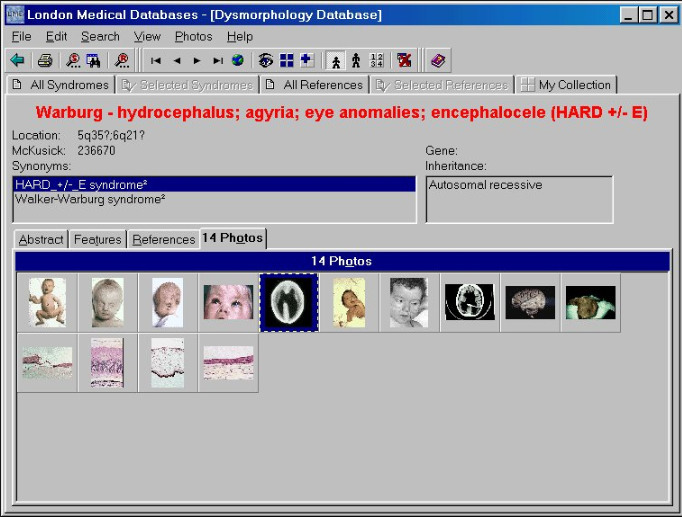 London Medical Databases - [Dysmorphology Database]
File Edit Search View Photos Help
All Syndromes Selected Syndromes All References Selected References My Collection
Warburg - hydrocephalus; agyria; eye anomalies; encephalocele (HARD +/- E)
Location: 5q35?;6q21?
McKusick: 236670 Gene:
Synonyms: Inheritance:
HARD_+/-_E syndrome² Autosomal recessive
Walker-Warburg syndrome²
Abstract Features References 14 Photos
14 Photos